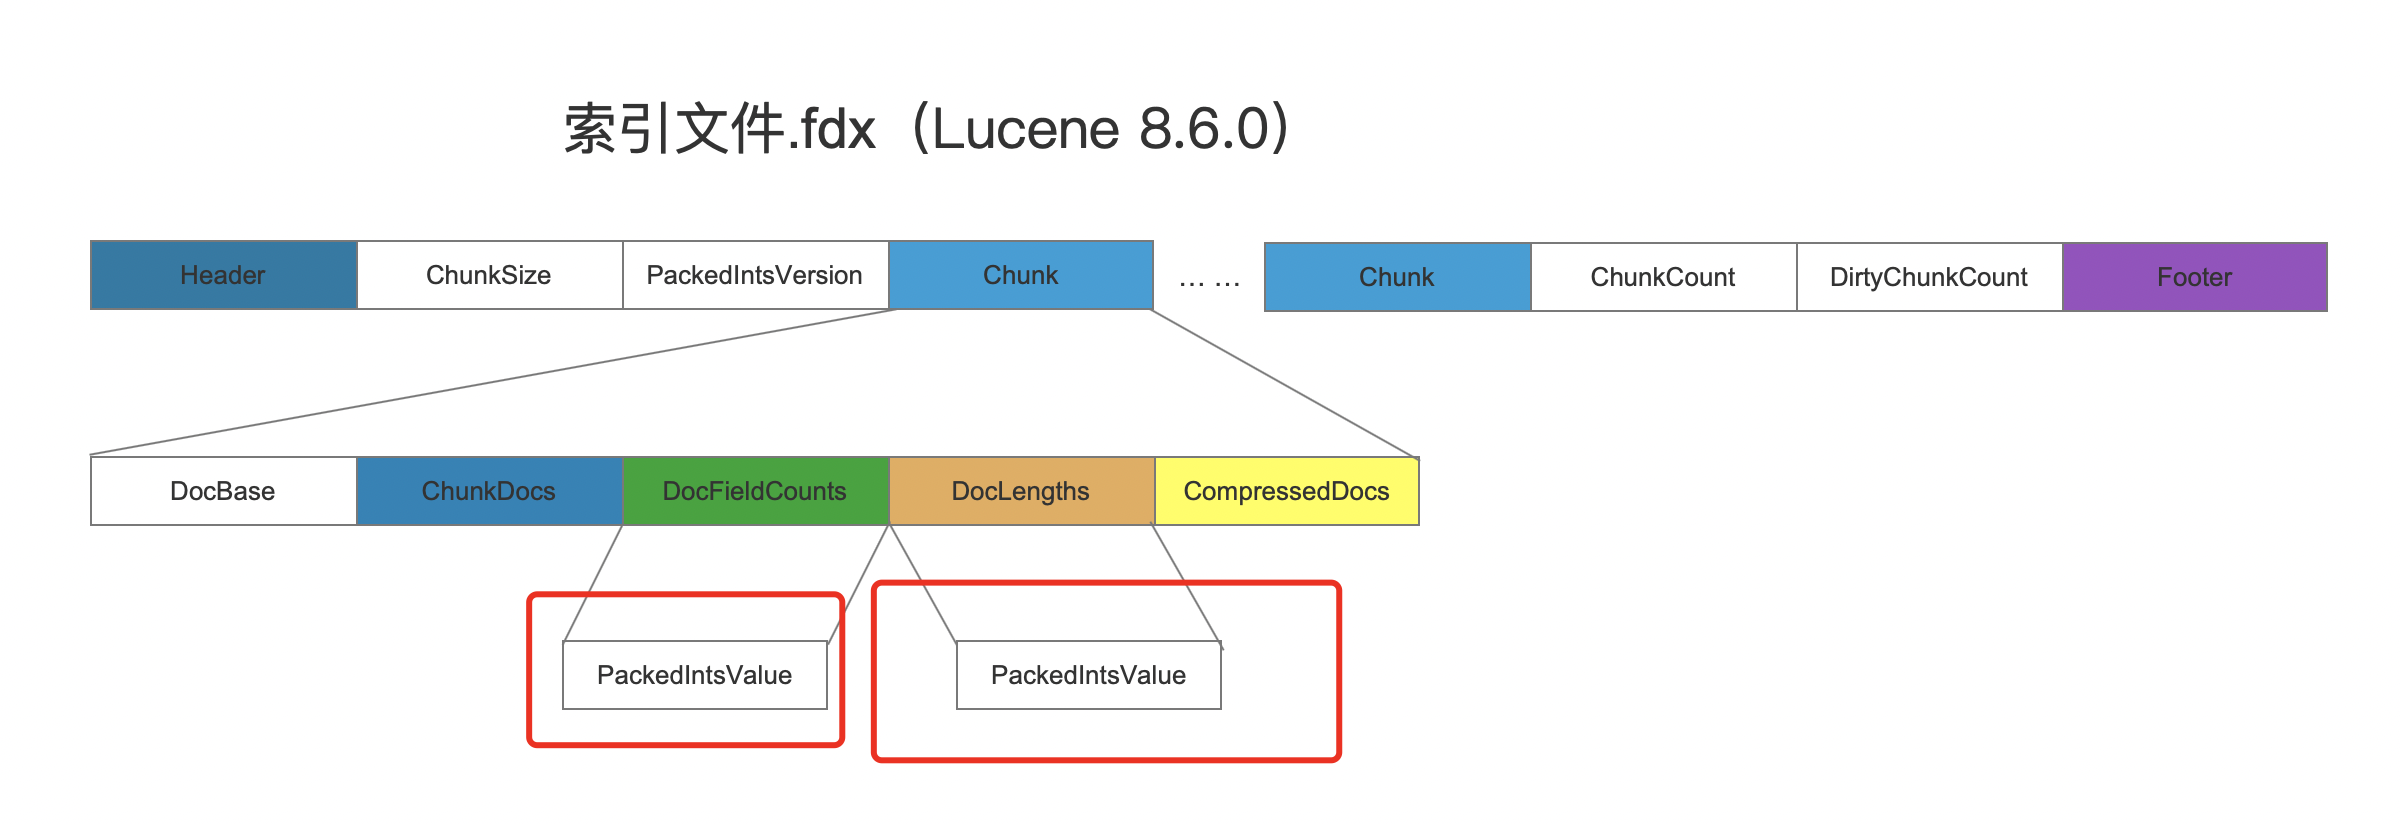 索引文件.fdx（Lucene 8.6.0）
Header ChunkSize PackedIntsVersion Chunk ... ... Chunk ChunkCount DirtyChunkCount Footer
DocBase ChunkDocs DocFieldCounts DocLengths CompressedDocs
PackedIntsValue PackedIntsValue